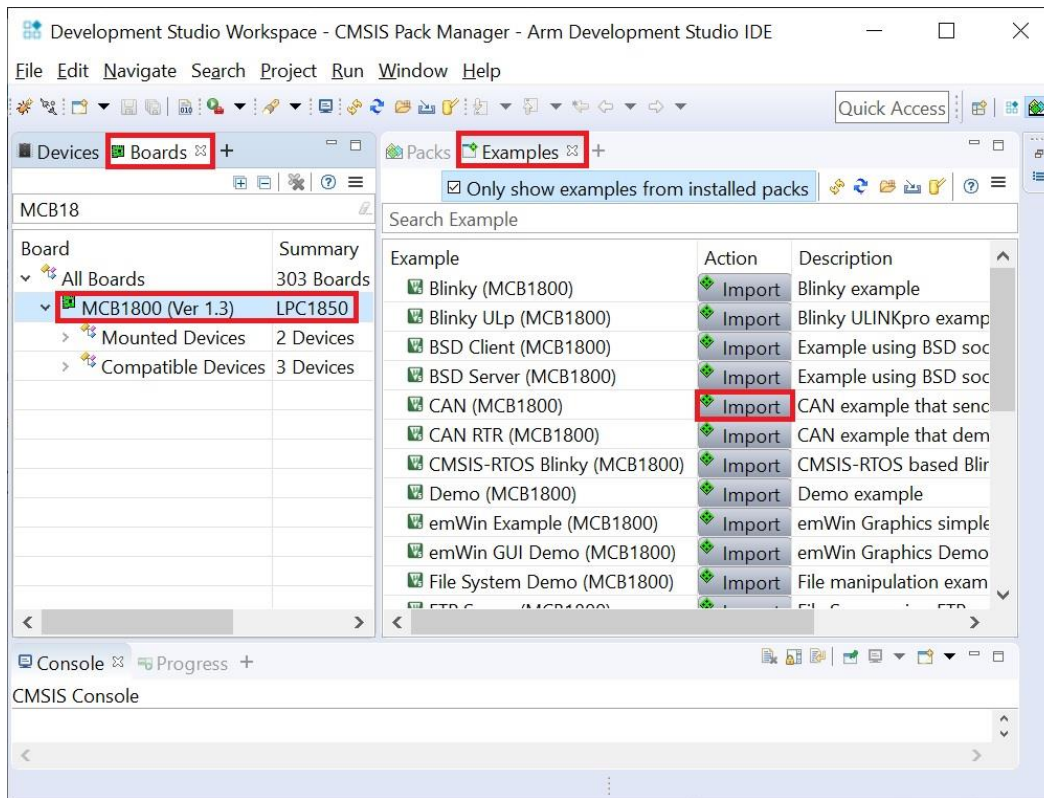 Development Studio Workspace - CMSIS Pack Manager - Arm Development Studio IDE
File Edit Navigate Search Project Run Window Help
Quick Access
Devices Boards
Packs Examples
Only show examples from installed packs
MCB18
Search Example
Board Summary
All Boards 303 Boards
MCB1800 (Ver 1.3) LPC1850
Mounted Devices 2 Devices
Compatible Devices 3 Devices
Example Action Description
Blinky (MCB1800) Import Blinky example
Blinky ULp (MCB1800) Import Blinky ULINKpro examp
BSD Client (MCB1800) Import Example using BSD soc
BSD Server (MCB1800) Import Example using BSD soc
CAN (MCB1800) Import CAN example that senc
CAN RTR (MCB1800) Import CAN example that dem
CMSIS-RTOS Blinky (MCB1800) Import CMSIS-RTOS based Blin
Demo (MCB1800) Import Demo example
emWin Example (MCB1800) Import emWin Graphics simple
emWin GUI Demo (MCB1800) Import emWin Graphics Demo
File System Demo (MCB1800) Import File manipulation exam
Console Progress
CMSIS Console